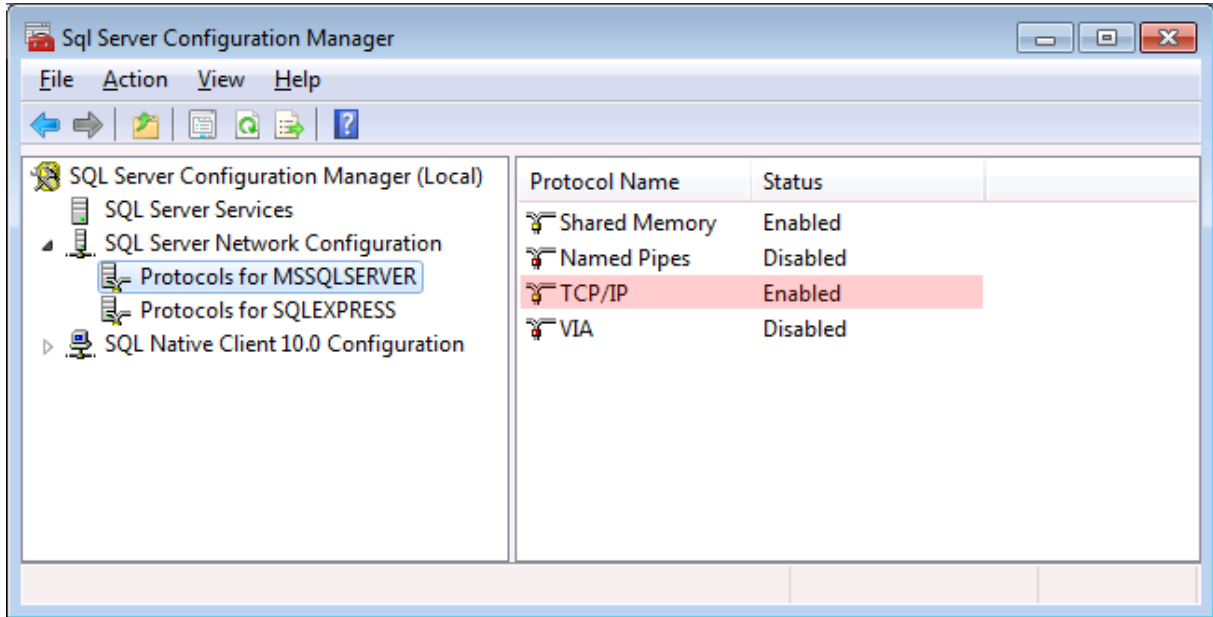 Sql Server Configuration Manager
File Action View Help
SQL Server Configuration Manager (Local)
SQL Server Services
SQL Server Network Configuration
Protocols for MSSQLSERVER
Protocols for SQLEXPRESS
SQL Native Client 10.0 Configuration
Protocol Name Status
Shared Memory Enabled
Named Pipes Disabled
TCP/IP Enabled
VIA Disabled